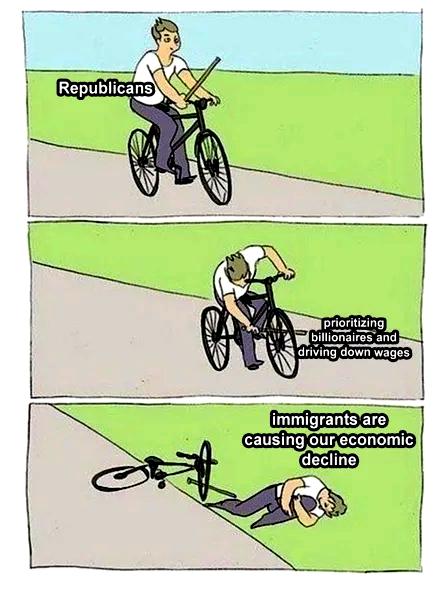 Republicans
prioritizing
billionaires and
driving down wages
immigrants are
causing our economic
decline